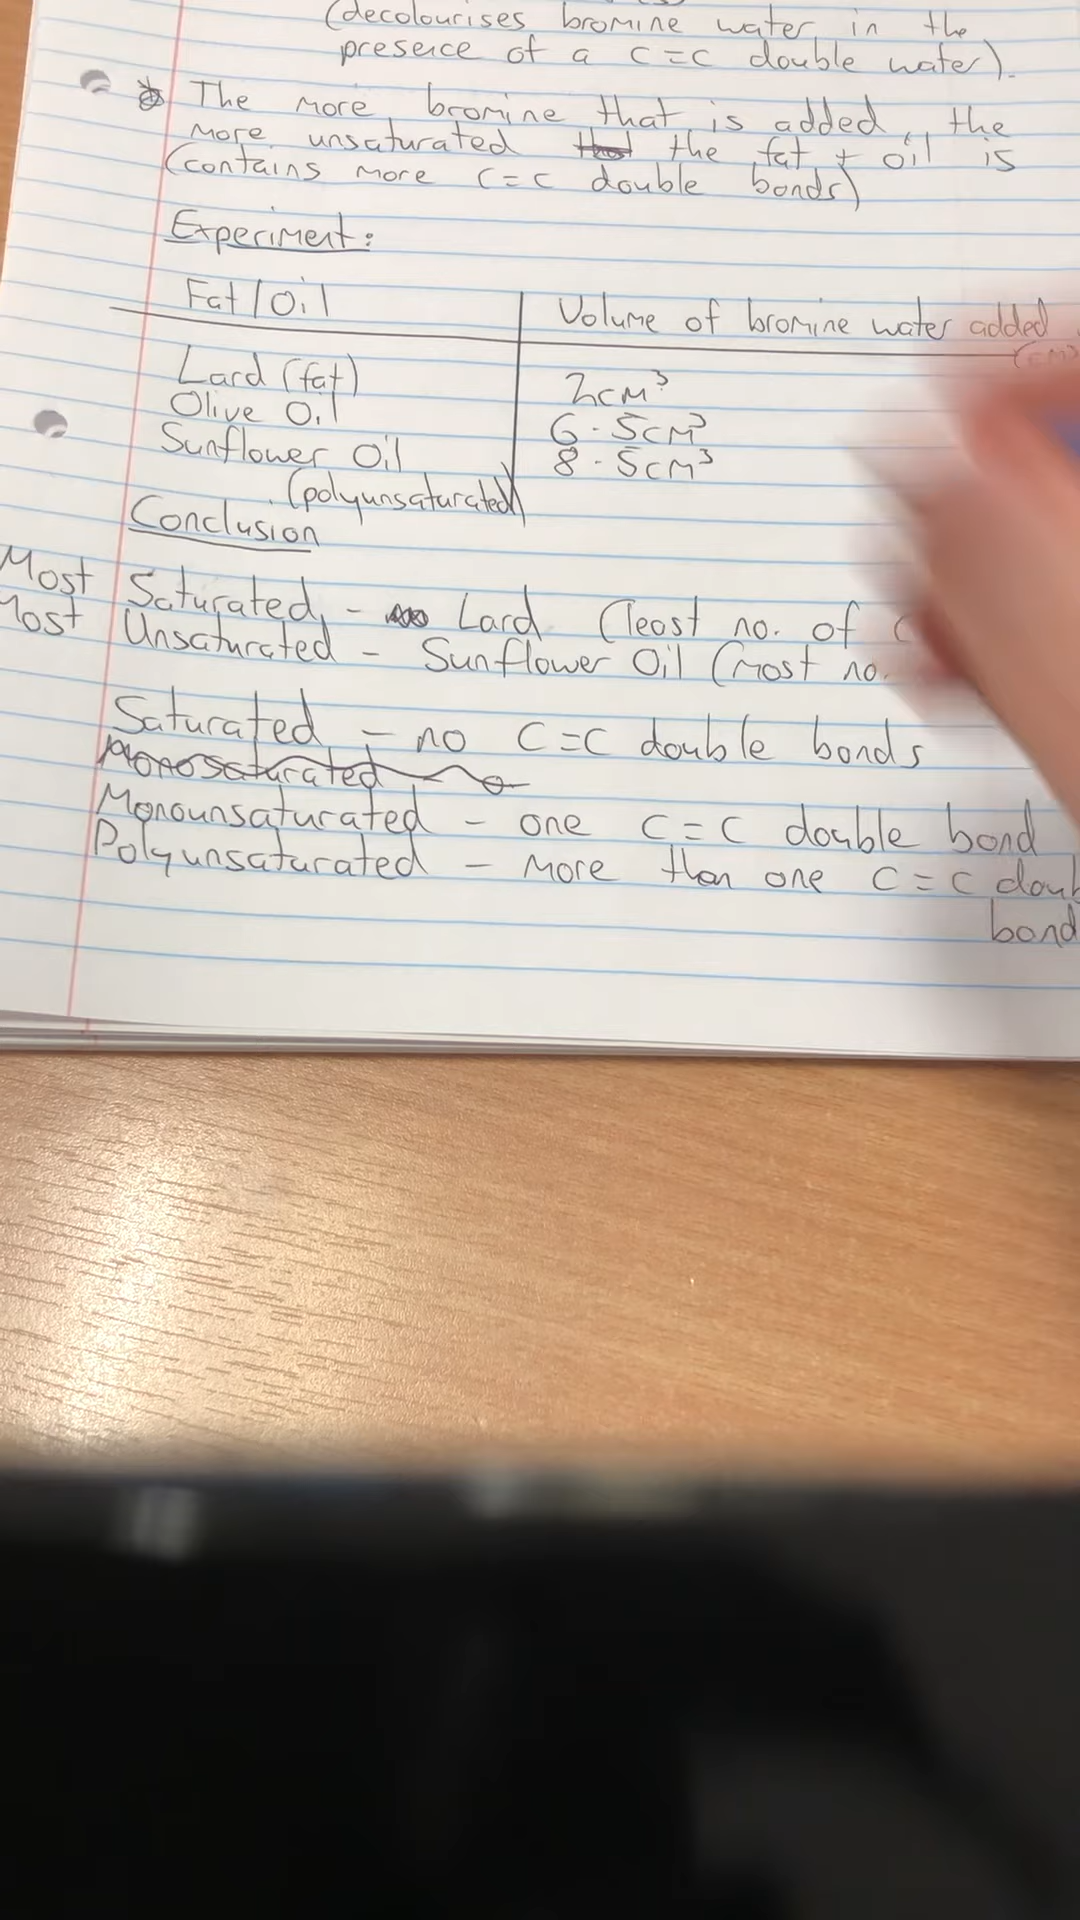 (decolourises bromine water in the
presence of a C=C double water).
The more bromine that is added, the
more unsaturated the fat + oil is
(contains more C=C double bonds)
Experiment:
Fat/Oil Volume of bromine water added
(cm³)
Lard (fat) 2cm³
Olive Oil 6.5cm³
Sunflower Oil 8.5cm³
(polyunsaturated)
Conclusion
Most Saturated - Lard (least no. of
Most Unsaturated - Sunflower Oil (most no.
Saturated - no C=C double bonds
Monosaturated
Monounsaturated - one C=C double bond
Polyunsaturated - more than one C=C doub
bond